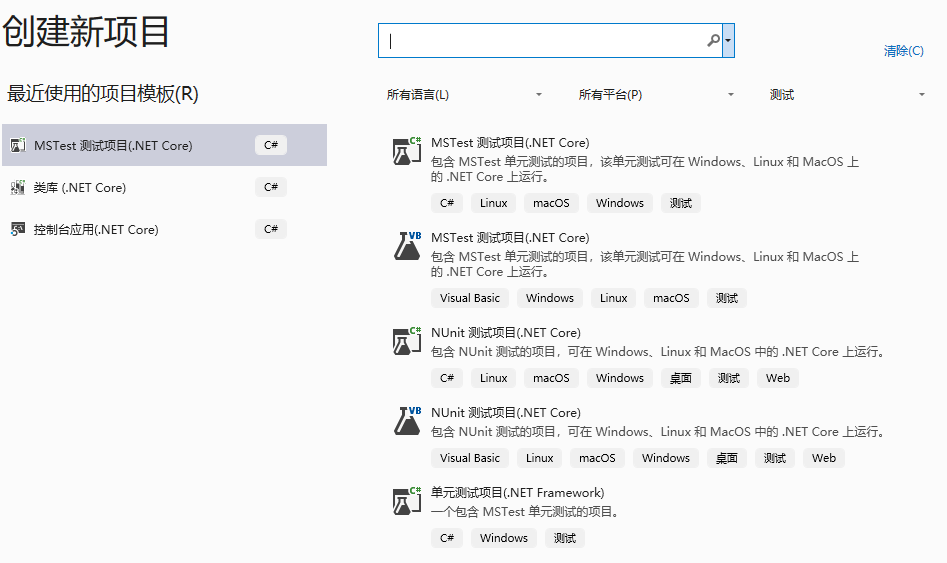 创建新项目
清除(C)
最近使用的项目模板(R)
所有语言(L) 所有平台(P) 测试
MSTest 测试项目(.NET Core) C#
类库 (.NET Core) C#
控制台应用(.NET Core) C#
C#
MSTest 测试项目(.NET Core)
包含 MSTest 单元测试的项目，该单元测试可在 Windows、Linux 和 MacOS 上
的 .NET Core 上运行。
C# Linux macOS Windows 测试
VB
MSTest 测试项目(.NET Core)
包含 MSTest 单元测试的项目，该单元测试可在 Windows、Linux 和 MacOS 上
的 .NET Core 上运行。
Visual Basic Windows Linux macOS 测试
C#
NUnit 测试项目(.NET Core)
包含 NUnit 测试的项目，可在 Windows、Linux 和 MacOS 中的 .NET Core 上运行。
C# Linux macOS Windows 桌面 测试 Web
VB
NUnit 测试项目(.NET Core)
包含 NUnit 测试的项目，可在 Windows、Linux 和 MacOS 中的 .NET Core 上运行。
Visual Basic Linux macOS Windows 桌面 测试 Web
C#
单元测试项目(.NET Framework)
一个包含 MSTest 单元测试的项目。
C# Windows 测试